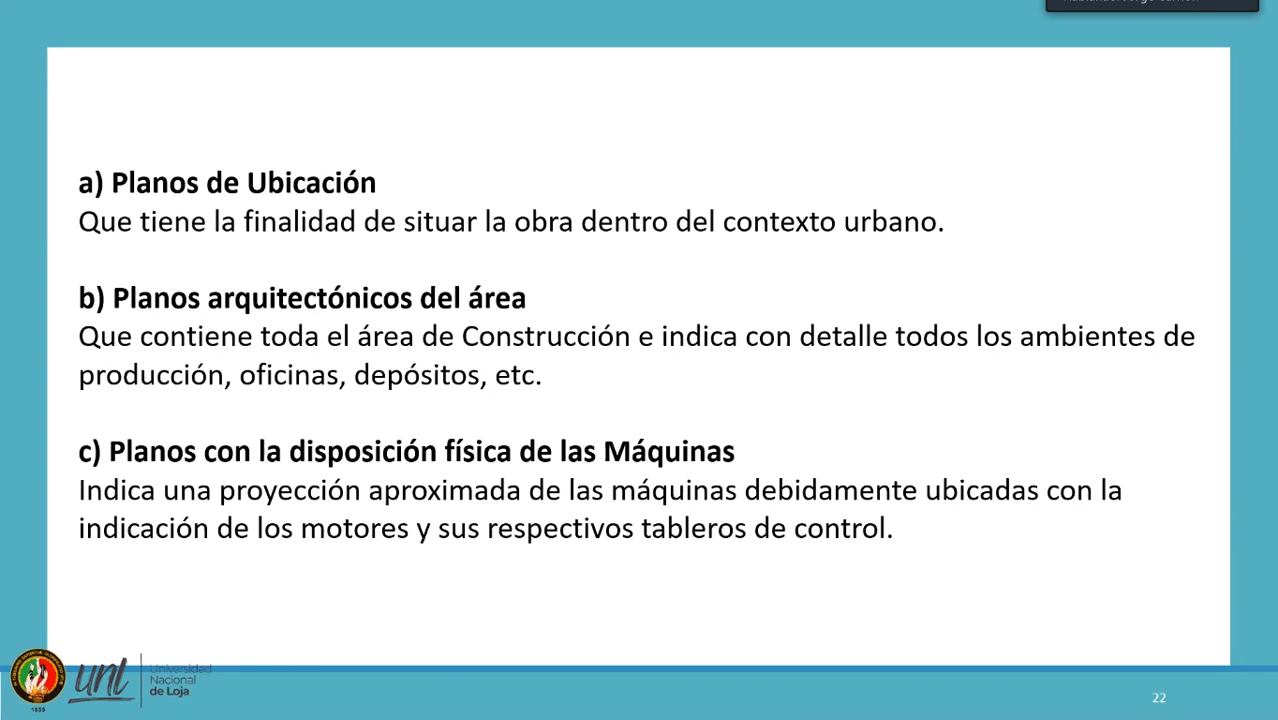 a) Planos de Ubicación
Que tiene la finalidad de situar la obra dentro del contexto urbano.
b) Planos arquitectónicos del área
Que contiene toda el área de Construcción e indica con detalle todos los ambientes de
producción, oficinas, depósitos, etc.
c) Planos con la disposición física de las Máquinas
Indica una proyección aproximada de las máquinas debidamente ubicadas con la
indicación de los motores y sus respectivos tableros de control.
1859
unl
Universidad
Nacional
de Loja
22